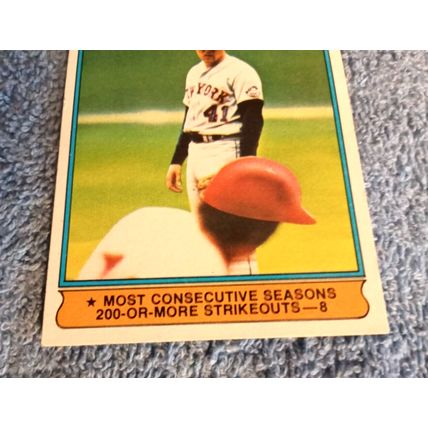 NEW YORK
41
★ MOST CONSECUTIVE SEASONS
200-OR-MORE STRIKEOUTS—8